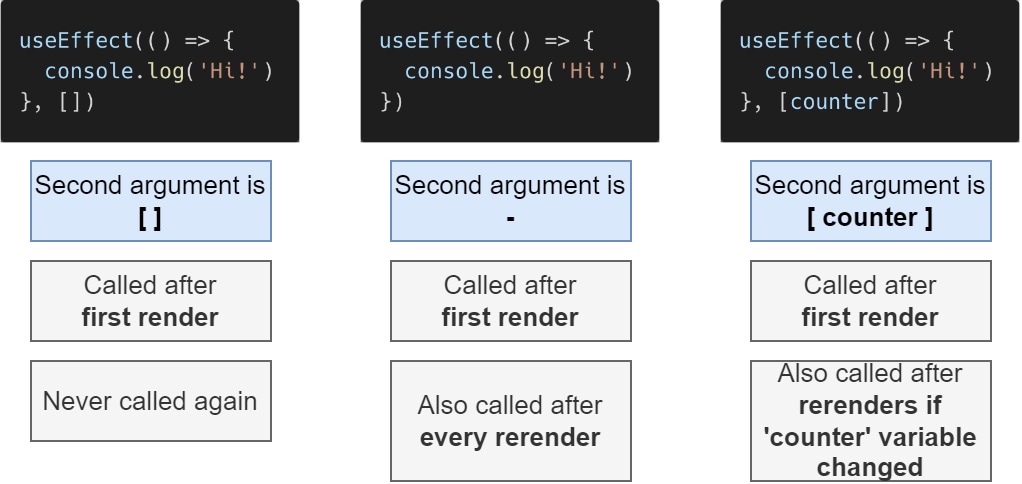 useEffect(() => {
console.log('Hi!')
}, [])
Second argument is
[ ]
Called after
first render
Never called again
useEffect(() => {
console.log('Hi!')
})
Second argument is
-
Called after
first render
Also called after
every rerender
useEffect(() => {
console.log('Hi!')
}, [counter])
Second argument is
[ counter ]
Called after
first render
Also called after
rerenders if
'counter' variable
changed